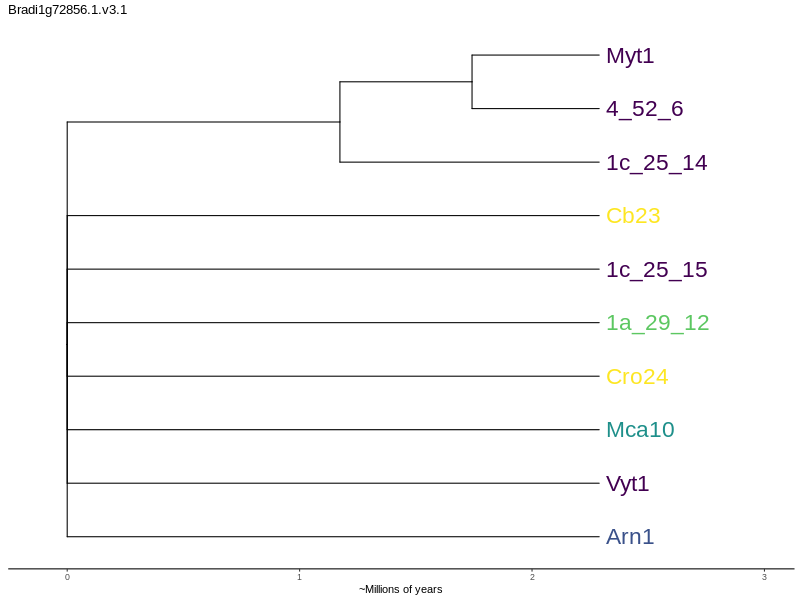 Bradi1g72856.1.v3.1
Myt1
4_52_6
1c_25_14
Cb23
1c_25_15
1a_29_12
Cro24
Mca10
Vyt1
Arn1
0 1 2 3
~Millions of years